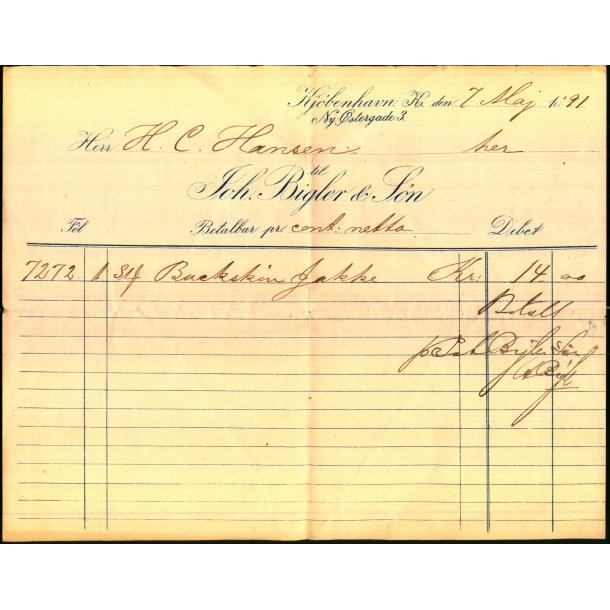 Kjöbenhavn. K. den 7 Maj 1891
Ny Østergade 3.
Herr H. C. Hansen her
til
Joh. Bigler & Søn
Fol Betalbar pr: cont: netto Debet
7272. 1 Stf Buckskin Jakke Kr: 14. 00
Betalt
p Joh Bigler Søn